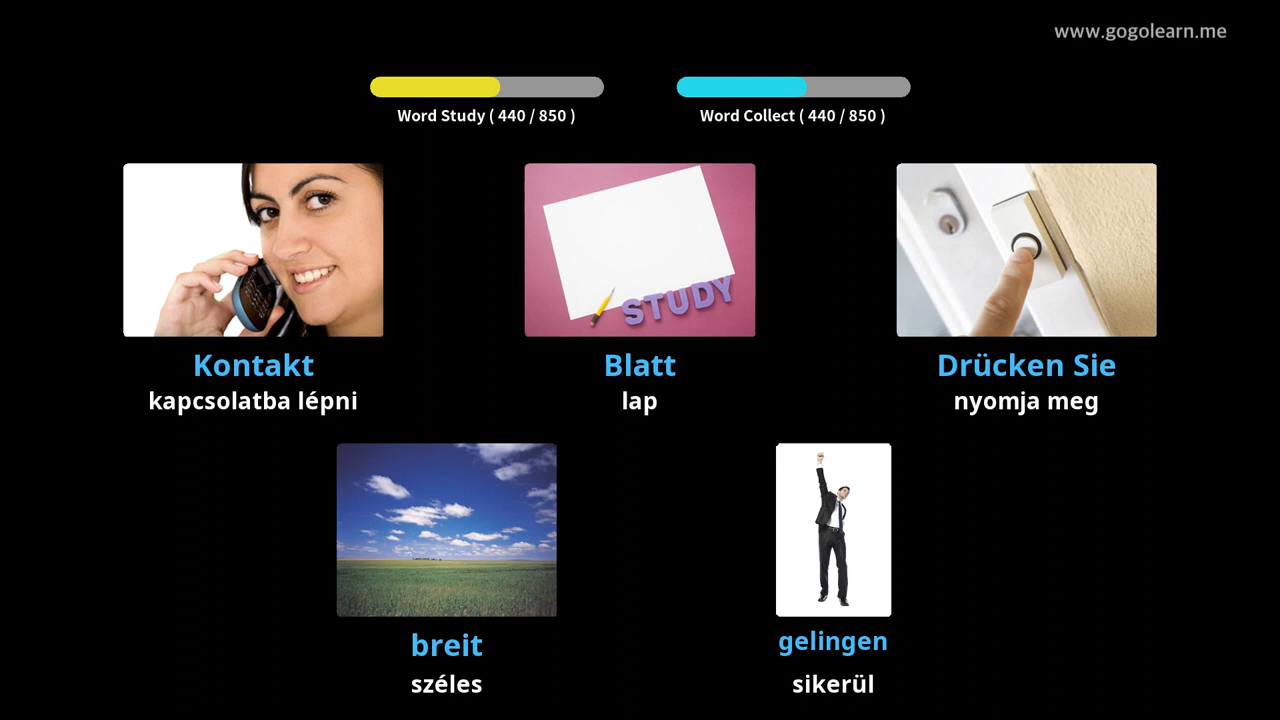 www.gogolearn.me
Word Study ( 440 / 850 )
Word Collect ( 440 / 850 )
STUDY
Kontakt
kapcsolatba lépni
Blatt
lap
Drücken Sie
nyomja meg
breit
széles
gelingen
sikerül